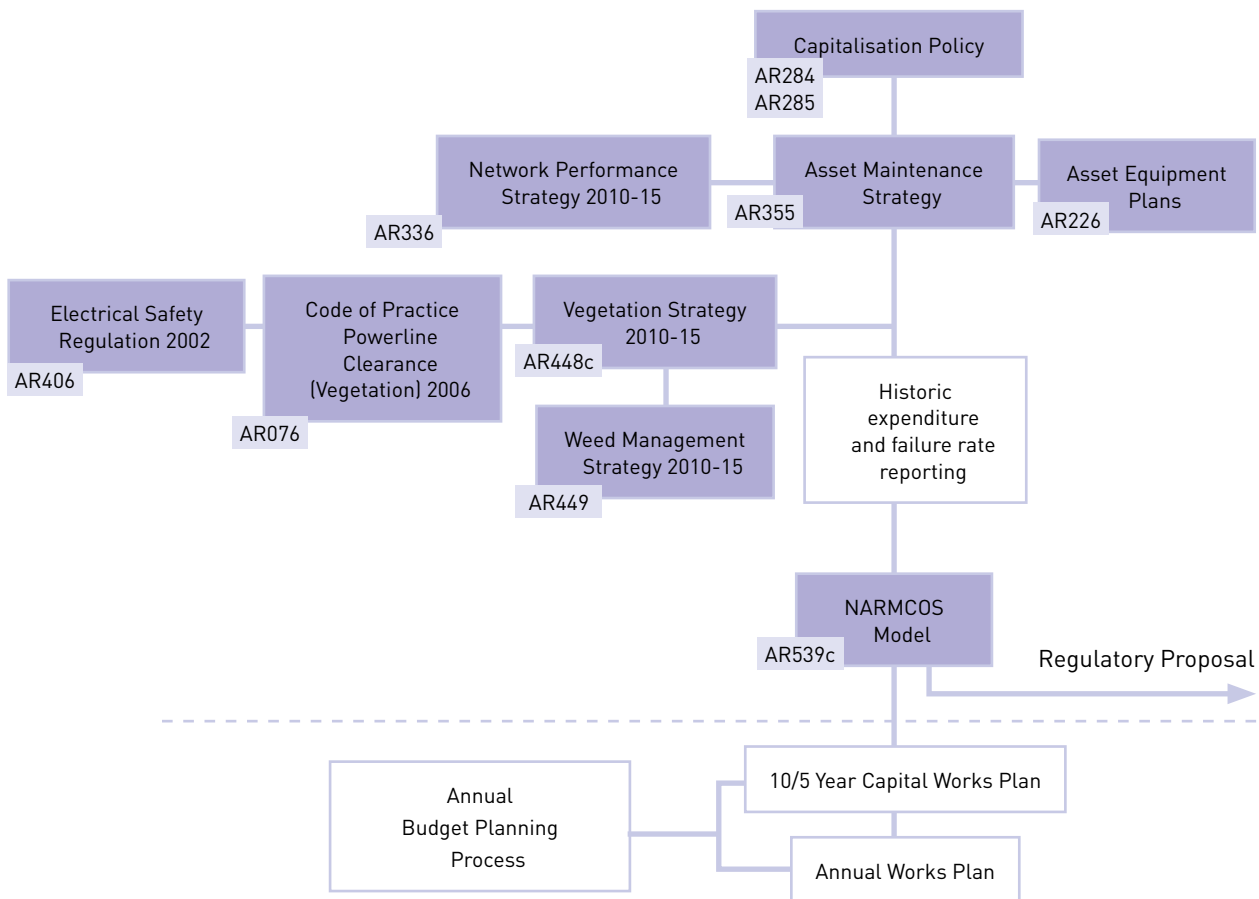 Capitalisation Policy
AR284
AR285
Network Performance
Strategy 2010-15
AR336
Asset Maintenance
Strategy
AR355
Asset Equipment
Plans
AR226
Electrical Safety
Regulation 2002
AR406
Code of Practice
Powerline
Clearance
(Vegetation) 2006
AR076
Vegetation Strategy
2010-15
AR448c
Weed Management
Strategy 2010-15
AR449
Historic
expenditure
and failure rate
reporting
NARMCOS
Model
AR539c
Regulatory Proposal
Annual
Budget Planning
Process
10/5 Year Capital Works Plan
Annual Works Plan